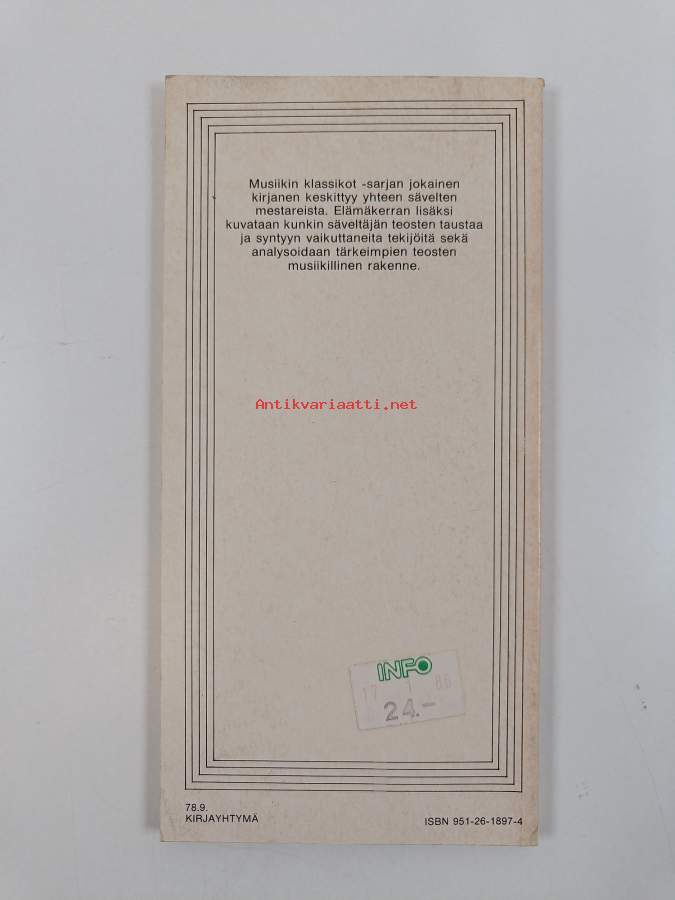 Musiikin klassikot -sarjan jokainen
kirjanen keskittyy yhteen sävelten
mestareista. Elämäkerran lisäksi
kuvataan kunkin säveltäjän teosten taustaa
ja syntyyn vaikuttaneita tekijöitä sekä
analysoidaan tärkeimpien teosten
musiikillinen rakenne.
Antikvariaatti.net
INFO
17 1 86
24.-
78.9.
KIRJAYHTYMÄ
ISBN 951-26-1897-4